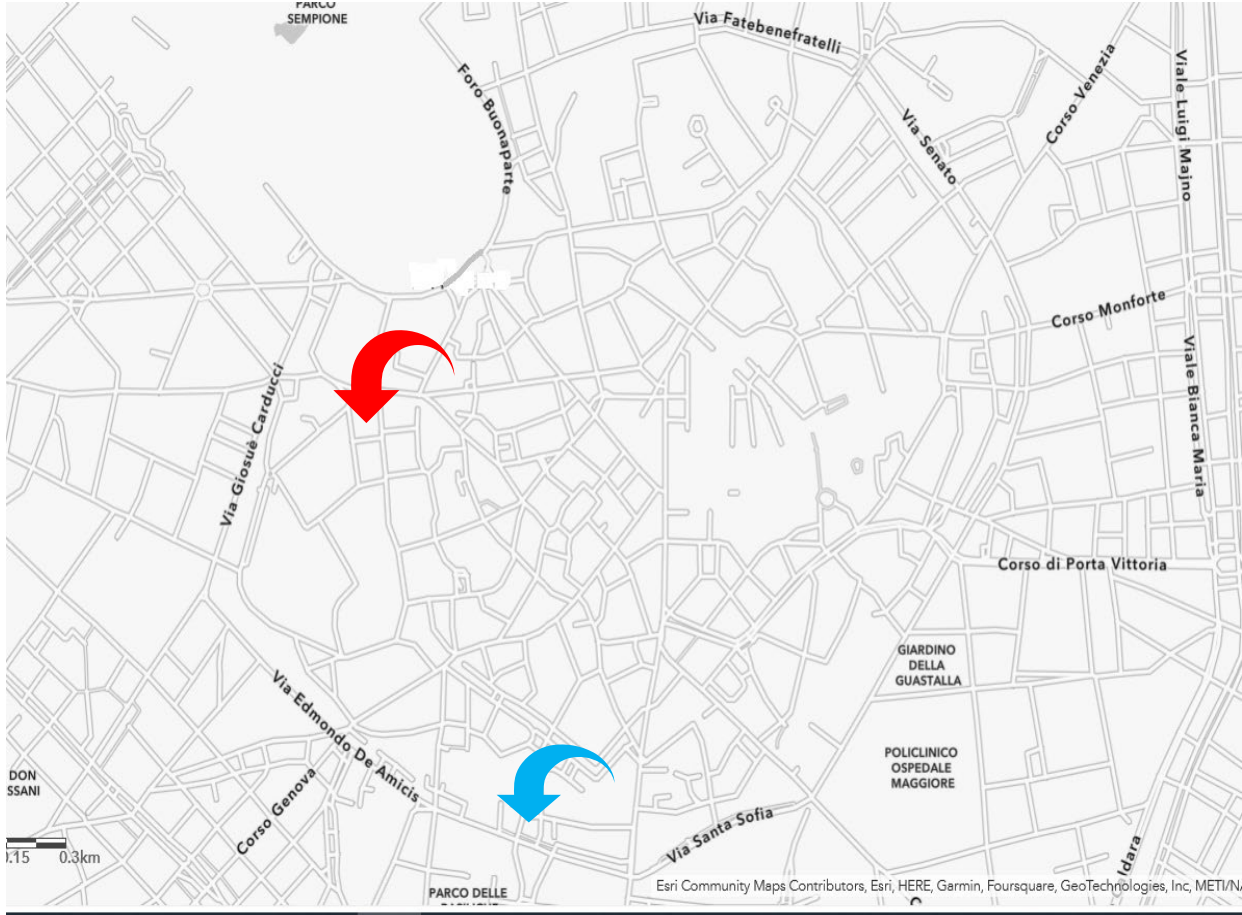 PARCO
SEMPIONE
Via Fatebenefratelli
Foro Buonaparte
Corso Venezia
Viale Luigi Majno
Via Senato
Corso Monforte
Viale Bianca Maria
Via Giosuè Carducci
Corso di Porta Vittoria
GIARDINO
DELLA
GUASTALLA
Via Edmondo De Amicis
POLICLINICO
OSPEDALE
MAGGIORE
DON
SSANI
Corso Genova
Via Santa Sofia
0.15 0.3km
ldara
PARCO DELLE
Esri Community Maps Contributors, Esri, HERE, Garmin, Foursquare, GeoTechnologies, Inc, METI/NA